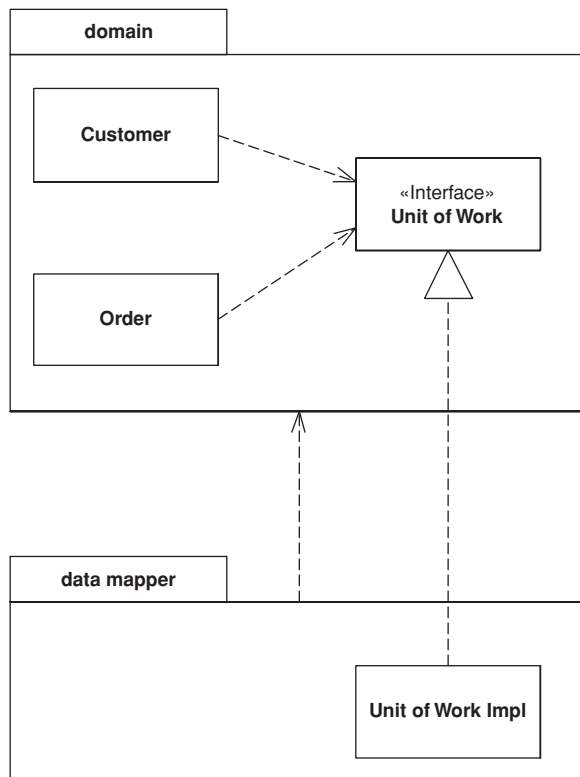 domain
Customer
«Interface»
Unit of Work
Order
data mapper
Unit of Work Impl